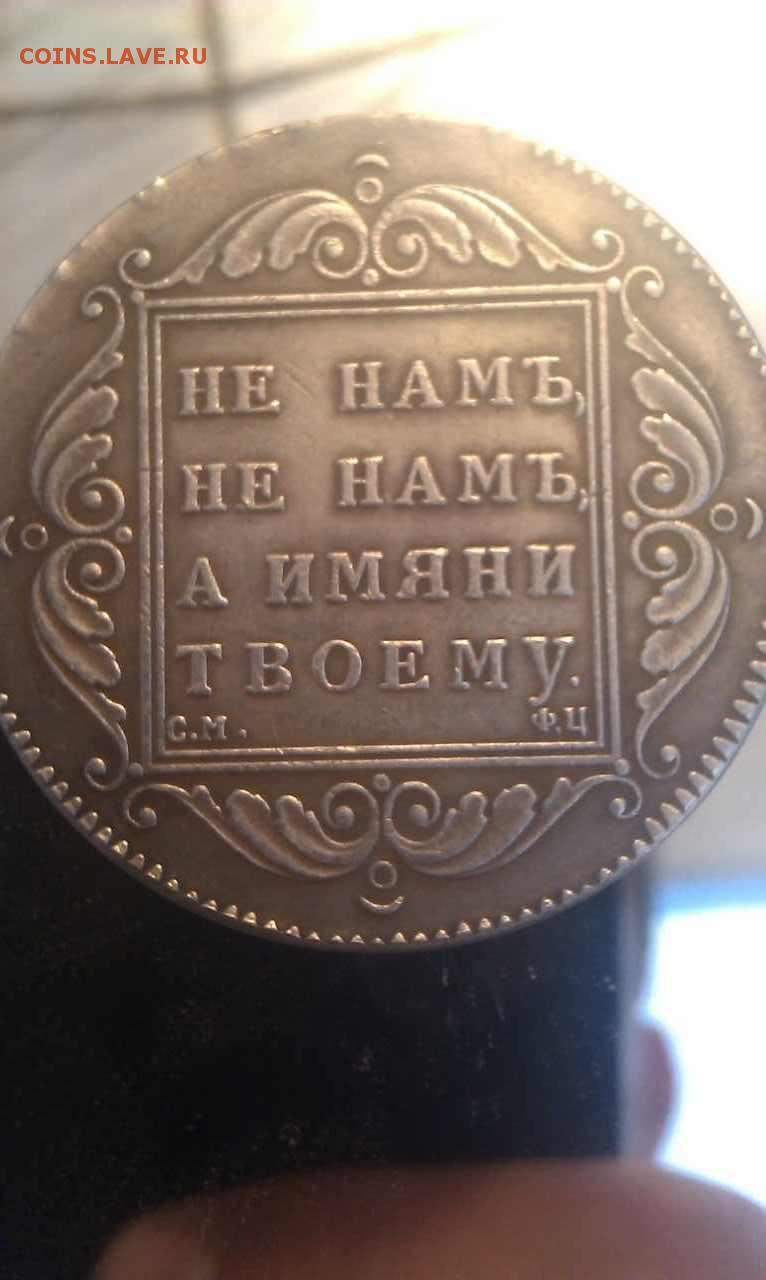 COINS.LAVE.RU
НЕ НАМЪ,
НЕ НАМЪ,
А ИМЯНИ
ТВОЕМУ.
С.М. Ф.Ц